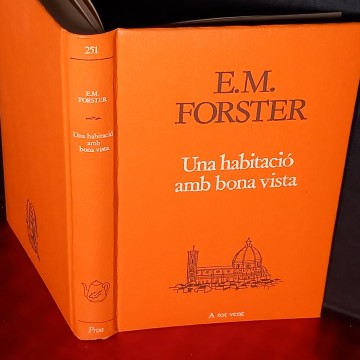 251
E.M.
FORSTER
Una habitació
amb
bona vista
Proa
E.M.
FORSTER
Una habitació
amb bona vista
A tot vent